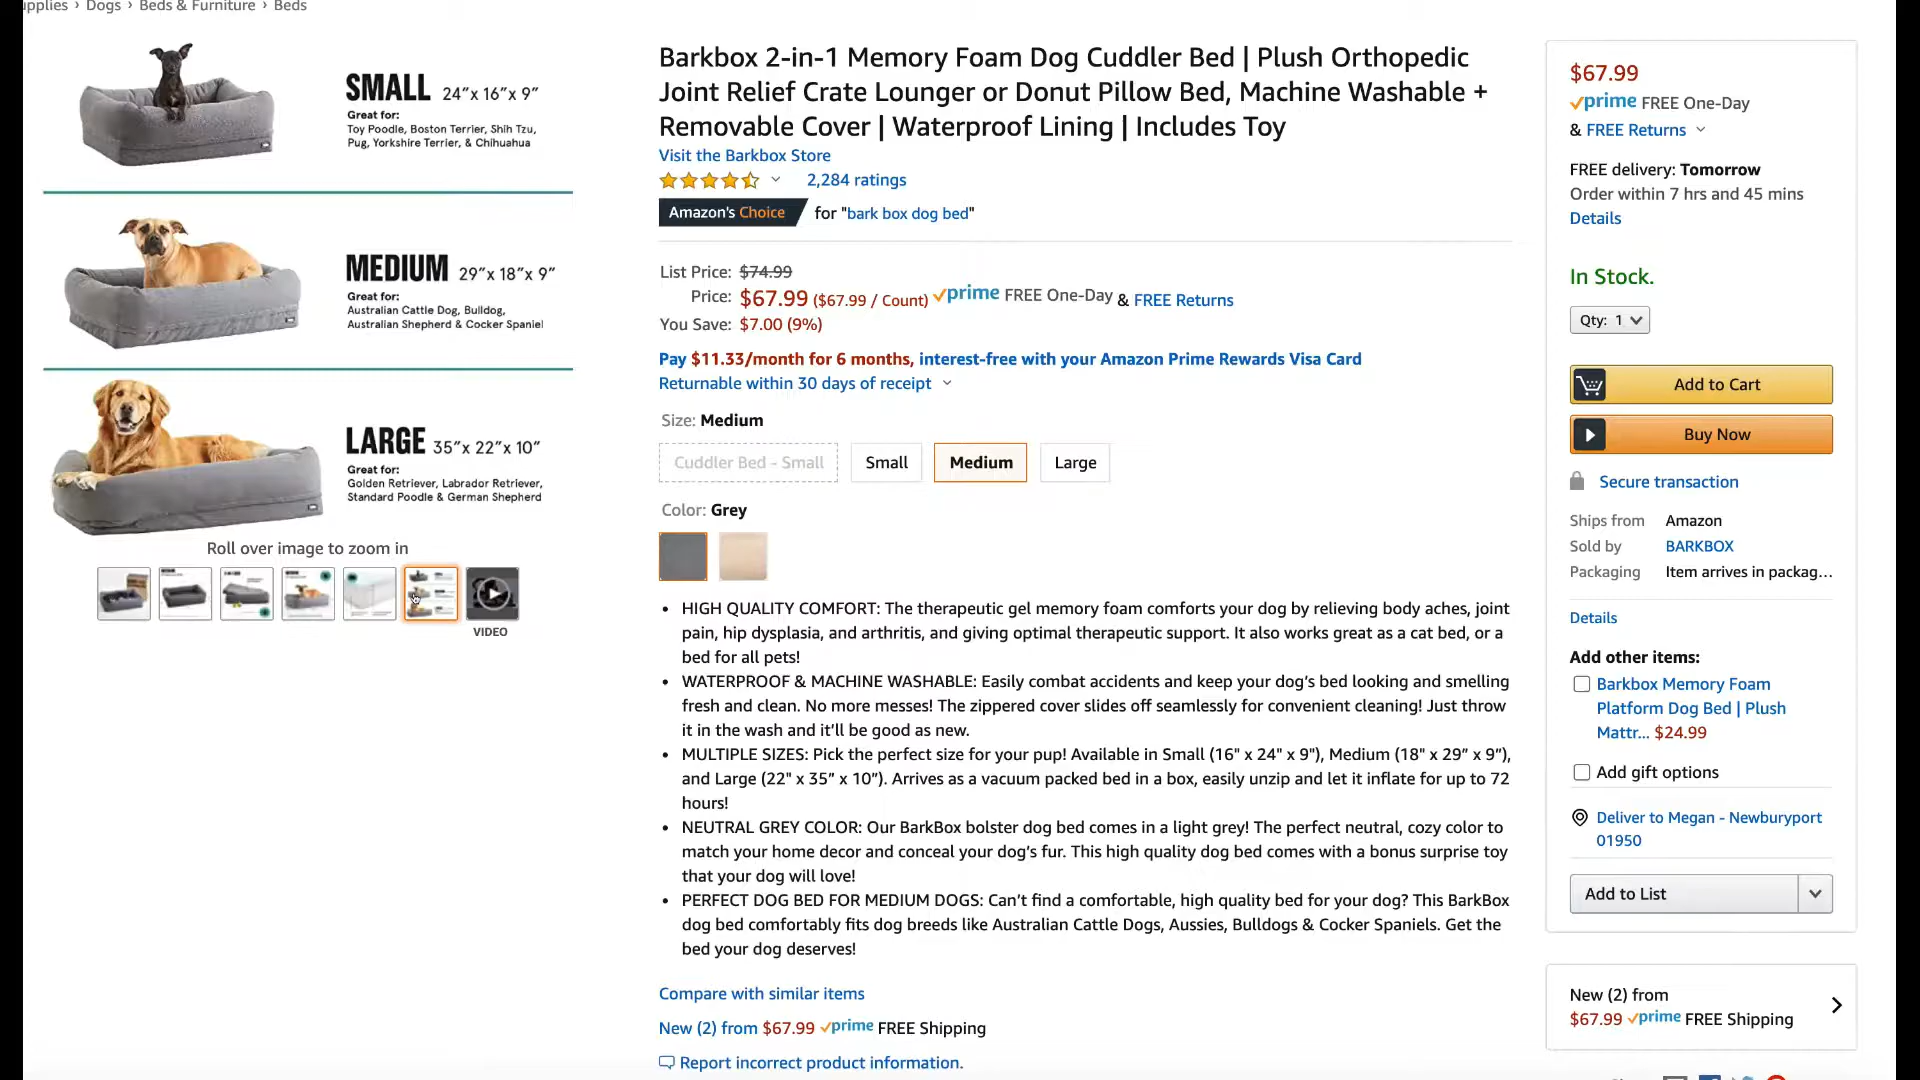 upplies › Dogs › Beds & Furniture › Beds
SMALL 24”x 16”x 9”
Great for:
Toy Poodle, Boston Terrier, Shih Tzu,
Pug, Yorkshire Terrier, & Chihuahua
MEDIUM 29”x 18”x 9”
Great for:
Australian Cattle Dog, Bulldog,
Australian Shepherd & Cocker Spaniel
LARGE 35”x 22”x 10”
Great for:
Golden Retriever, Labrador Retriever,
Standard Poodle & German Shepherd
Roll over image to zoom in
VIDEO
Barkbox 2-in-1 Memory Foam Dog Cuddler Bed | Plush Orthopedic
Joint Relief Crate Lounger or Donut Pillow Bed, Machine Washable +
Removable Cover | Waterproof Lining | Includes Toy
Visit the Barkbox Store
2,284 ratings
Amazon's Choice for "bark box dog bed"
List Price: $74.99
Price: $67.99 ($67.99 / Count) prime FREE One-Day & FREE Returns
You Save: $7.00 (9%)
Pay $11.33/month for 6 months, interest-free with your Amazon Prime Rewards Visa Card
Returnable within 30 days of receipt
Size: Medium
Cuddler Bed - Small Small Medium Large
Color: Grey
• HIGH QUALITY COMFORT: The therapeutic gel memory foam comforts your dog by relieving body aches, joint
pain, hip dysplasia, and arthritis, and giving optimal therapeutic support. It also works great as a cat bed, or a
bed for all pets!
• WATERPROOF & MACHINE WASHABLE: Easily combat accidents and keep your dog’s bed looking and smelling
fresh and clean. No more messes! The zippered cover slides off seamlessly for convenient cleaning! Just throw
it in the wash and it’ll be good as new.
• MULTIPLE SIZES: Pick the perfect size for your pup! Available in Small (16" x 24" x 9"), Medium (18" x 29” x 9”),
and Large (22" x 35” x 10”). Arrives as a vacuum packed bed in a box, easily unzip and let it inflate for up to 72
hours!
• NEUTRAL GREY COLOR: Our BarkBox bolster dog bed comes in a light grey! The perfect neutral, cozy color to
match your home decor and conceal your dog’s fur. This high quality dog bed comes with a bonus surprise toy
that your dog will love!
• PERFECT DOG BED FOR MEDIUM DOGS: Can’t find a comfortable, high quality bed for your dog? This BarkBox
dog bed comfortably fits dog breeds like Australian Cattle Dogs, Aussies, Bulldogs & Cocker Spaniels. Get the
bed your dog deserves!
Compare with similar items
New (2) from $67.99 prime FREE Shipping
Report incorrect product information.
$67.99
prime FREE One-Day
& FREE Returns
FREE delivery: Tomorrow
Order within 7 hrs and 45 mins
Details
In Stock.
Qty: 1
Add to Cart
Buy Now
Secure transaction
Ships from Amazon
Sold by BARKBOX
Packaging Item arrives in packag...
Details
Add other items:
Barkbox Memory Foam
Platform Dog Bed | Plush
Mattr... $24.99
Add gift options
Deliver to Megan - Newburyport
01950
Add to List
New (2) from
$67.99 prime FREE Shipping